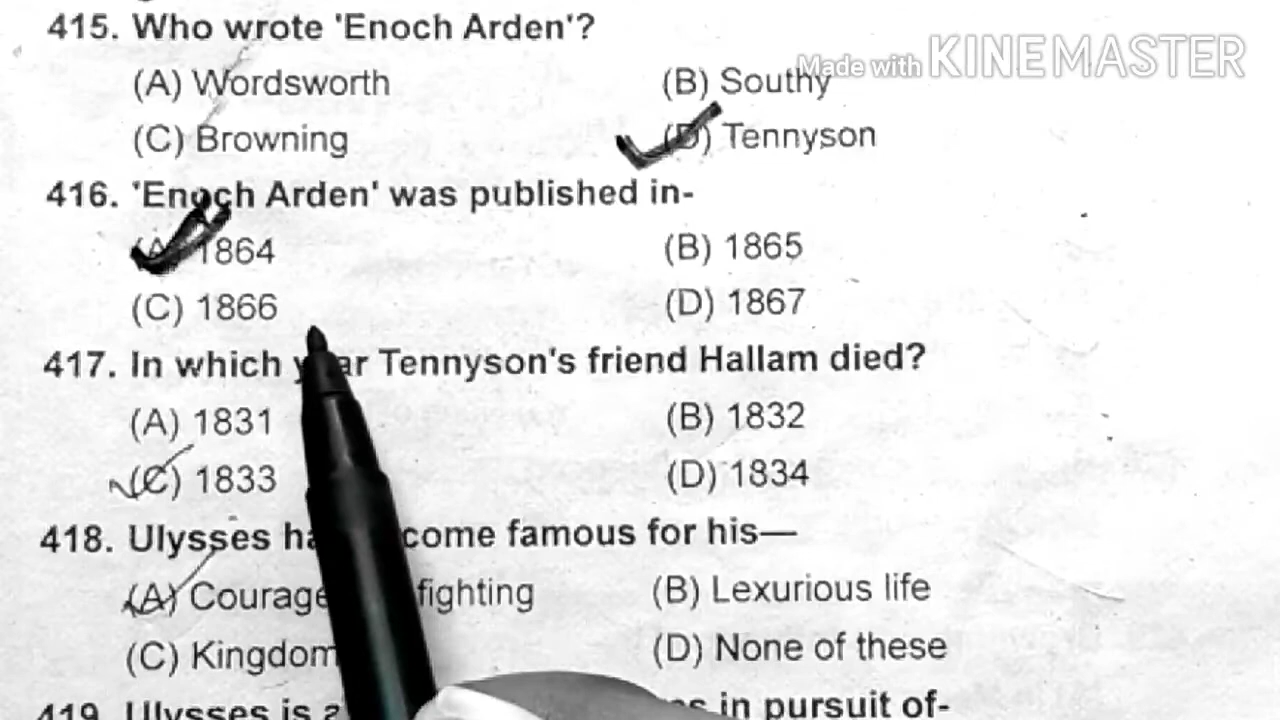 415. Who wrote 'Enoch Arden'?
Made with KINEMASTER
(A) Wordsworth (B) Southy
(C) Browning (D) Tennyson
416. 'Enoch Arden' was published in-
(A) 1864 (B) 1865
(C) 1866 (D) 1867
417. In which year Tennyson's friend Hallam died?
(A) 1831 (B) 1832
(C) 1833 (D) 1834
418. Ulysses come famous for his—
(A) Courage fighting (B) Lexurious life
(C) Kingdom (D) None of these
419. Ulysses is in pursuit of-